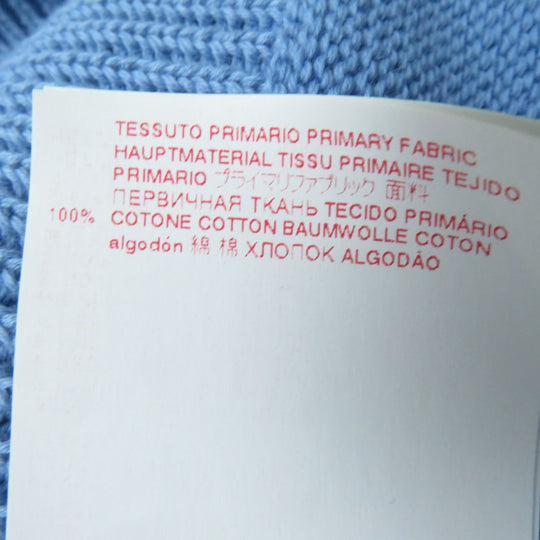 TESSUTO PRIMARIO PRIMARY FABRIC
HAUPTMATERIAL TISSU PRIMAIRE TEJIDO
PRIMARIO プライマリファブリック 面料
ПЕРВИЧНАЯ ТКАНЬ TECIDO PRIMÁRIO
100% COTONE COTTON BAUMWOLLE COTON
algodón 綿 棉 ХЛОПОК ALGODÃO